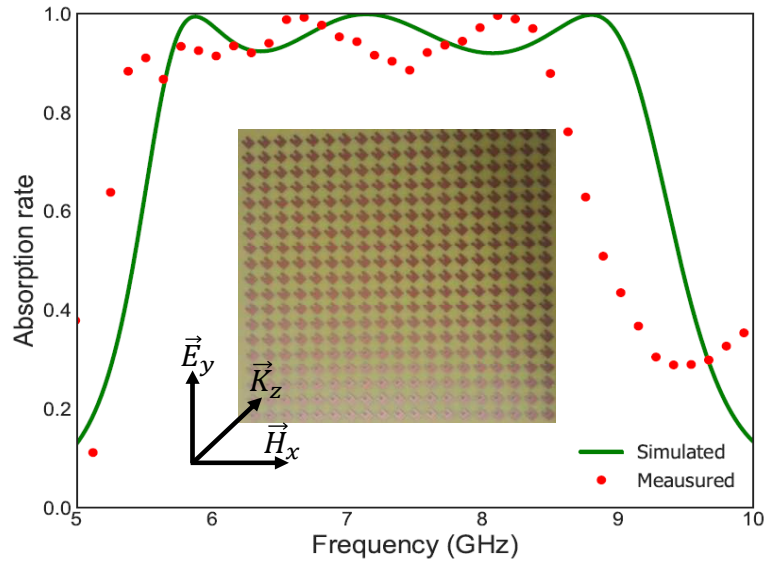 1.0
0.8
0.6
0.4
0.2
0.0
Absorption rate
5 6 7 8 9 10
Frequency (GHz)
E⃗y
K⃗z
H⃗x
Simulated
Meausured